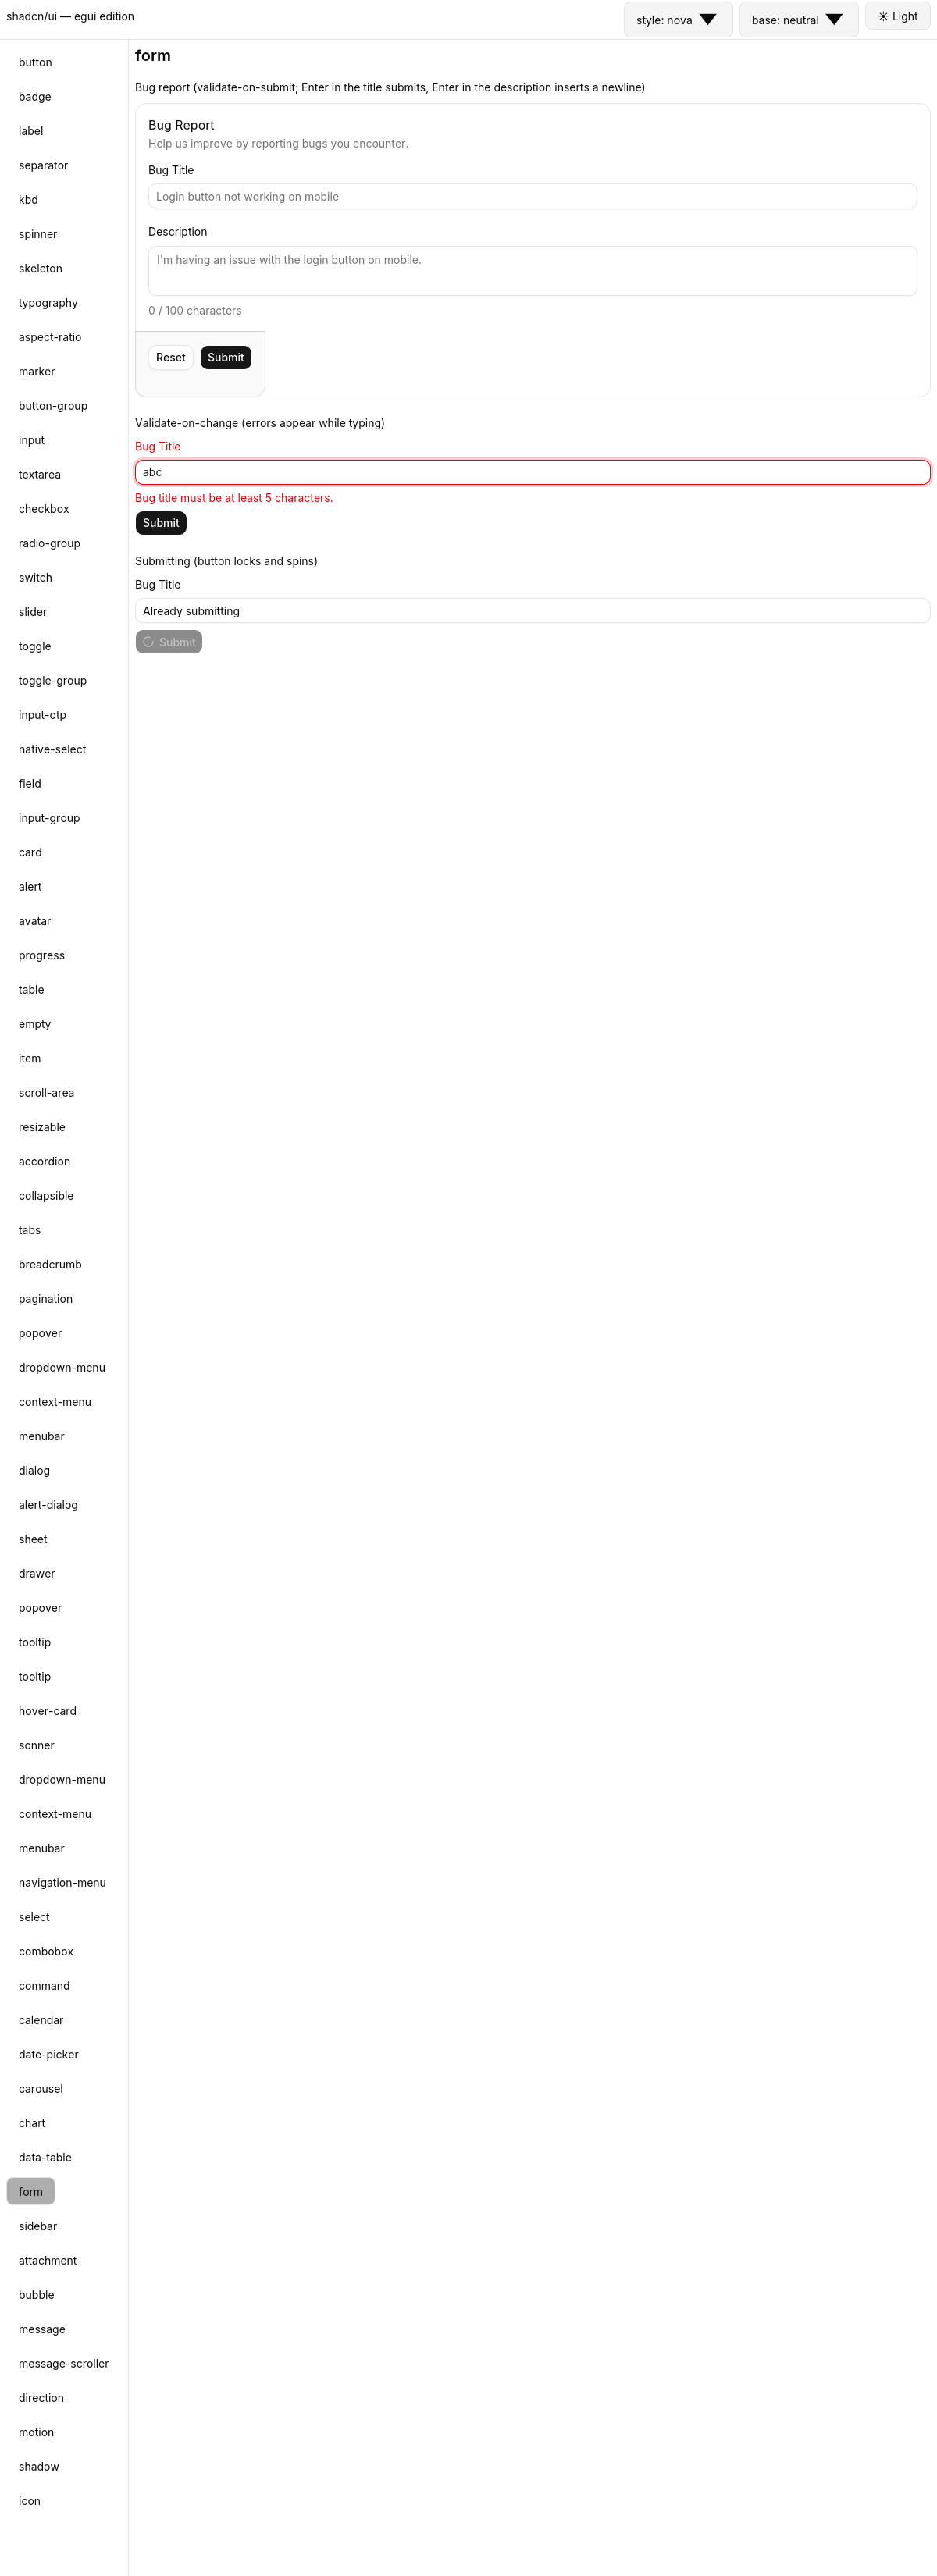 shadcn/ui — egui edition
style: nova
base: neutral
☀ Light
button
badge
label
separator
kbd
spinner
skeleton
typography
aspect-ratio
marker
button-group
input
textarea
checkbox
radio-group
switch
slider
toggle
toggle-group
input-otp
native-select
field
input-group
card
alert
avatar
progress
table
empty
item
scroll-area
resizable
accordion
collapsible
tabs
breadcrumb
pagination
popover
dropdown-menu
context-menu
menubar
dialog
alert-dialog
sheet
drawer
popover
tooltip
tooltip
hover-card
sonner
dropdown-menu
context-menu
menubar
navigation-menu
select
combobox
command
calendar
date-picker
carousel
chart
data-table
form
sidebar
attachment
bubble
message
message-scroller
direction
motion
shadow
icon
form
Bug report (validate-on-submit; Enter in the title submits, Enter in the description inserts a newline)
Bug Report
Help us improve by reporting bugs you encounter.
Bug Title
Login button not working on mobile
Description
I'm having an issue with the login button on mobile.
0 / 100 characters
Reset
Submit
Validate-on-change (errors appear while typing)
Bug Title
abc
Bug title must be at least 5 characters.
Submit
Submitting (button locks and spins)
Bug Title
Already submitting
Submit